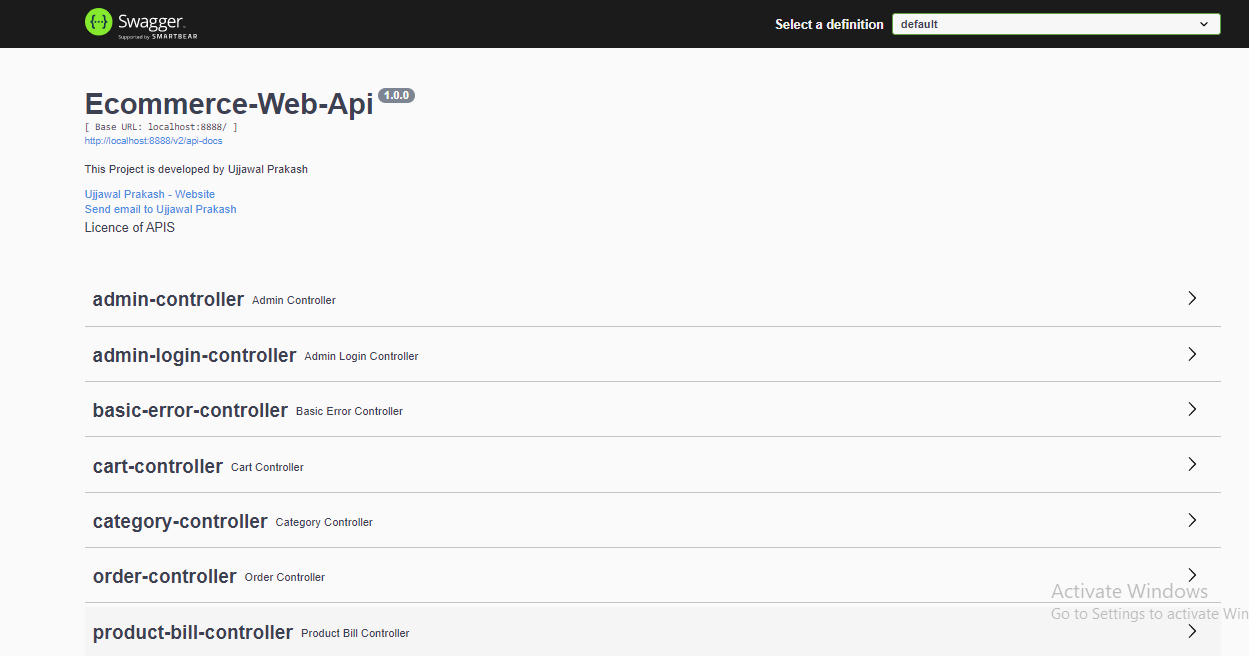 Swagger
Supported by SMARTBEAR
Select a definition
default
Ecommerce-Web-Api 1.0.0
[ Base URL: localhost:8888/ ]
http://localhost:8888/v2/api-docs
This Project is developed by Ujjawal Prakash
Ujjawal Prakash - Website
Send email to Ujjawal Prakash
Licence of APIS
admin-controller Admin Controller
admin-login-controller Admin Login Controller
basic-error-controller Basic Error Controller
cart-controller Cart Controller
category-controller Category Controller
order-controller Order Controller
Activate Windows
Go to Settings to activate Win
product-bill-controller Product Bill Controller